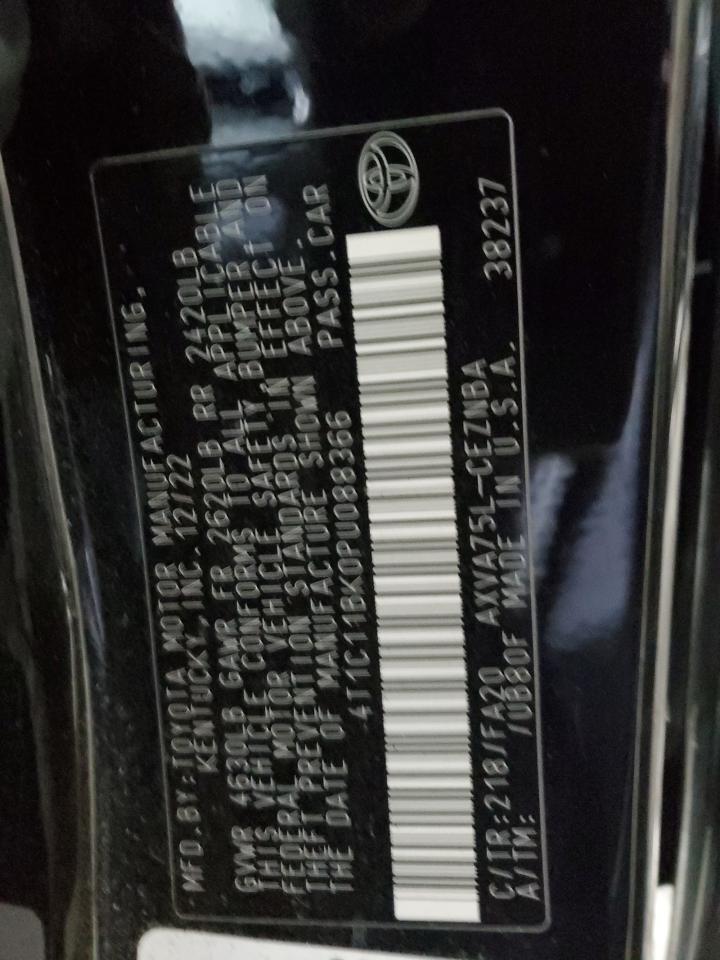 MFD.BY:TOYOTA MOTOR MANUFACTURING,
KENTUCKY,INC. 12/22
GVWR 4630LB GAWR FR 2620LB RR 2420LB
THIS VEHICLE CONFORMS TO ALL APPLICABLE
FEDERAL MOTOR VEHICLE SAFETY,BUMPER,AND
THEFT PREVENTION STANDARDS IN EFFECT ON
THE DATE OF MANUFACTURE SHOWN ABOVE.
4T1C11BK0PU088366 PASS.CAR
C/TR:218/FA20 AXVA75L-CEZNBA
A/TM: /UB80F MADE IN U.S.A. 38237